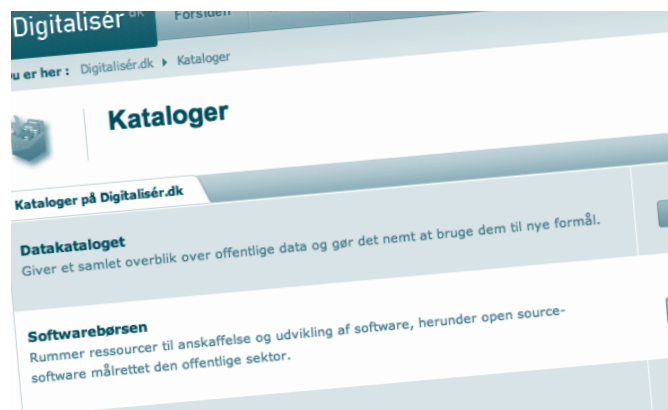 Digitalisér.dk
Forsiden
u er her : Digitalisér.dk Kataloger
Kataloger
Kataloger på Digitalisér.dk
Datakataloget
Giver et samlet overblik over offentlige data og gør det nemt at bruge dem til nye formål.
Softwarebørsen
Rummer ressourcer til anskaffelse og udvikling af software, herunder open source-
software målrettet den offentlige sektor.